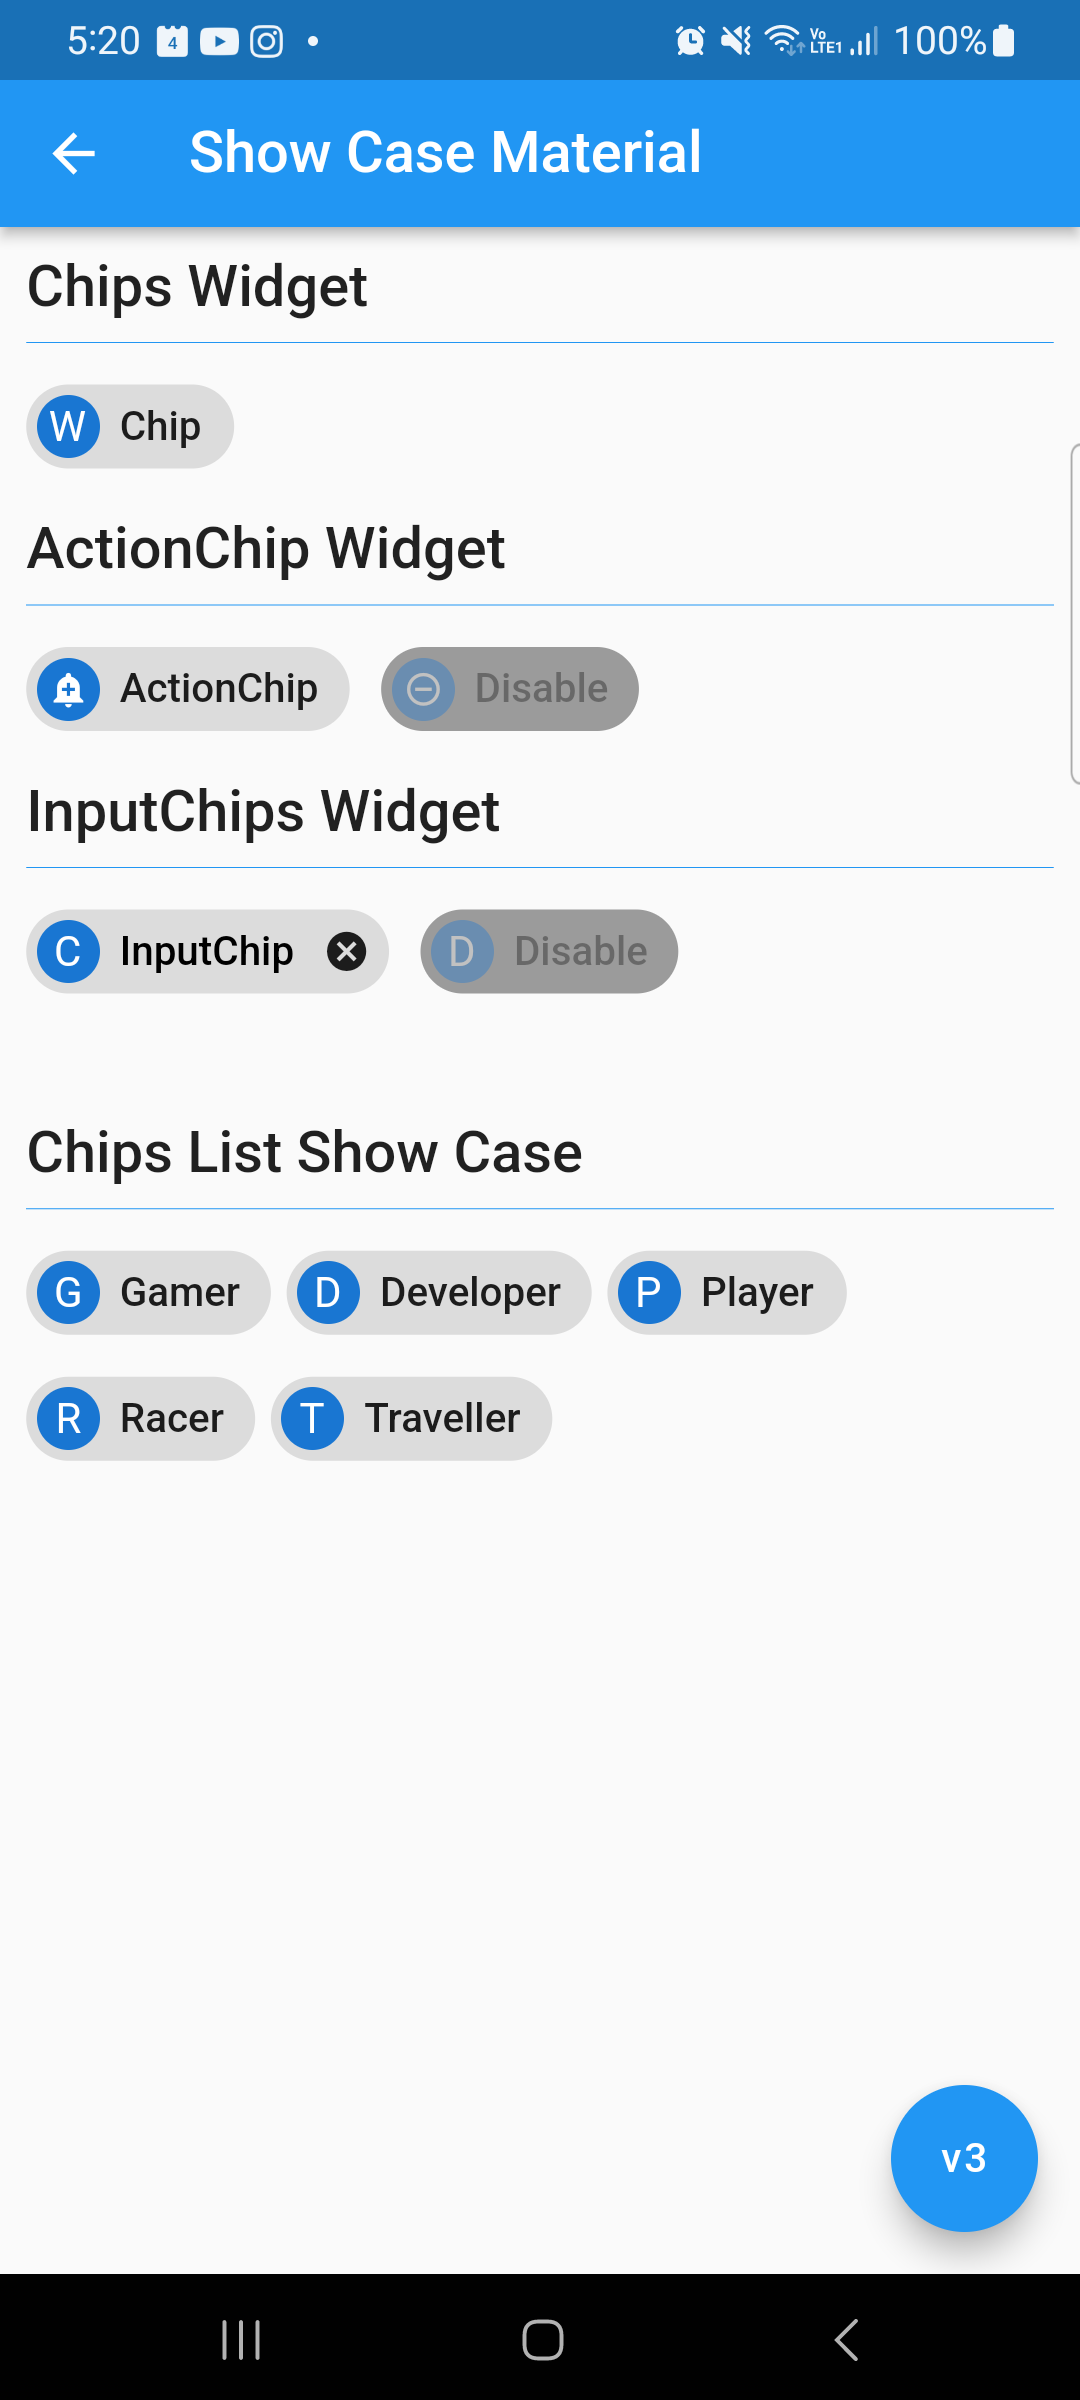 5:20 4 Vo LTE1 100%
Show Case Material
Chips Widget
W Chip
ActionChip Widget
ActionChip Disable
InputChips Widget
C InputChip D Disable
Chips List Show Case
G Gamer D Developer P Player
R Racer T Traveller
v3